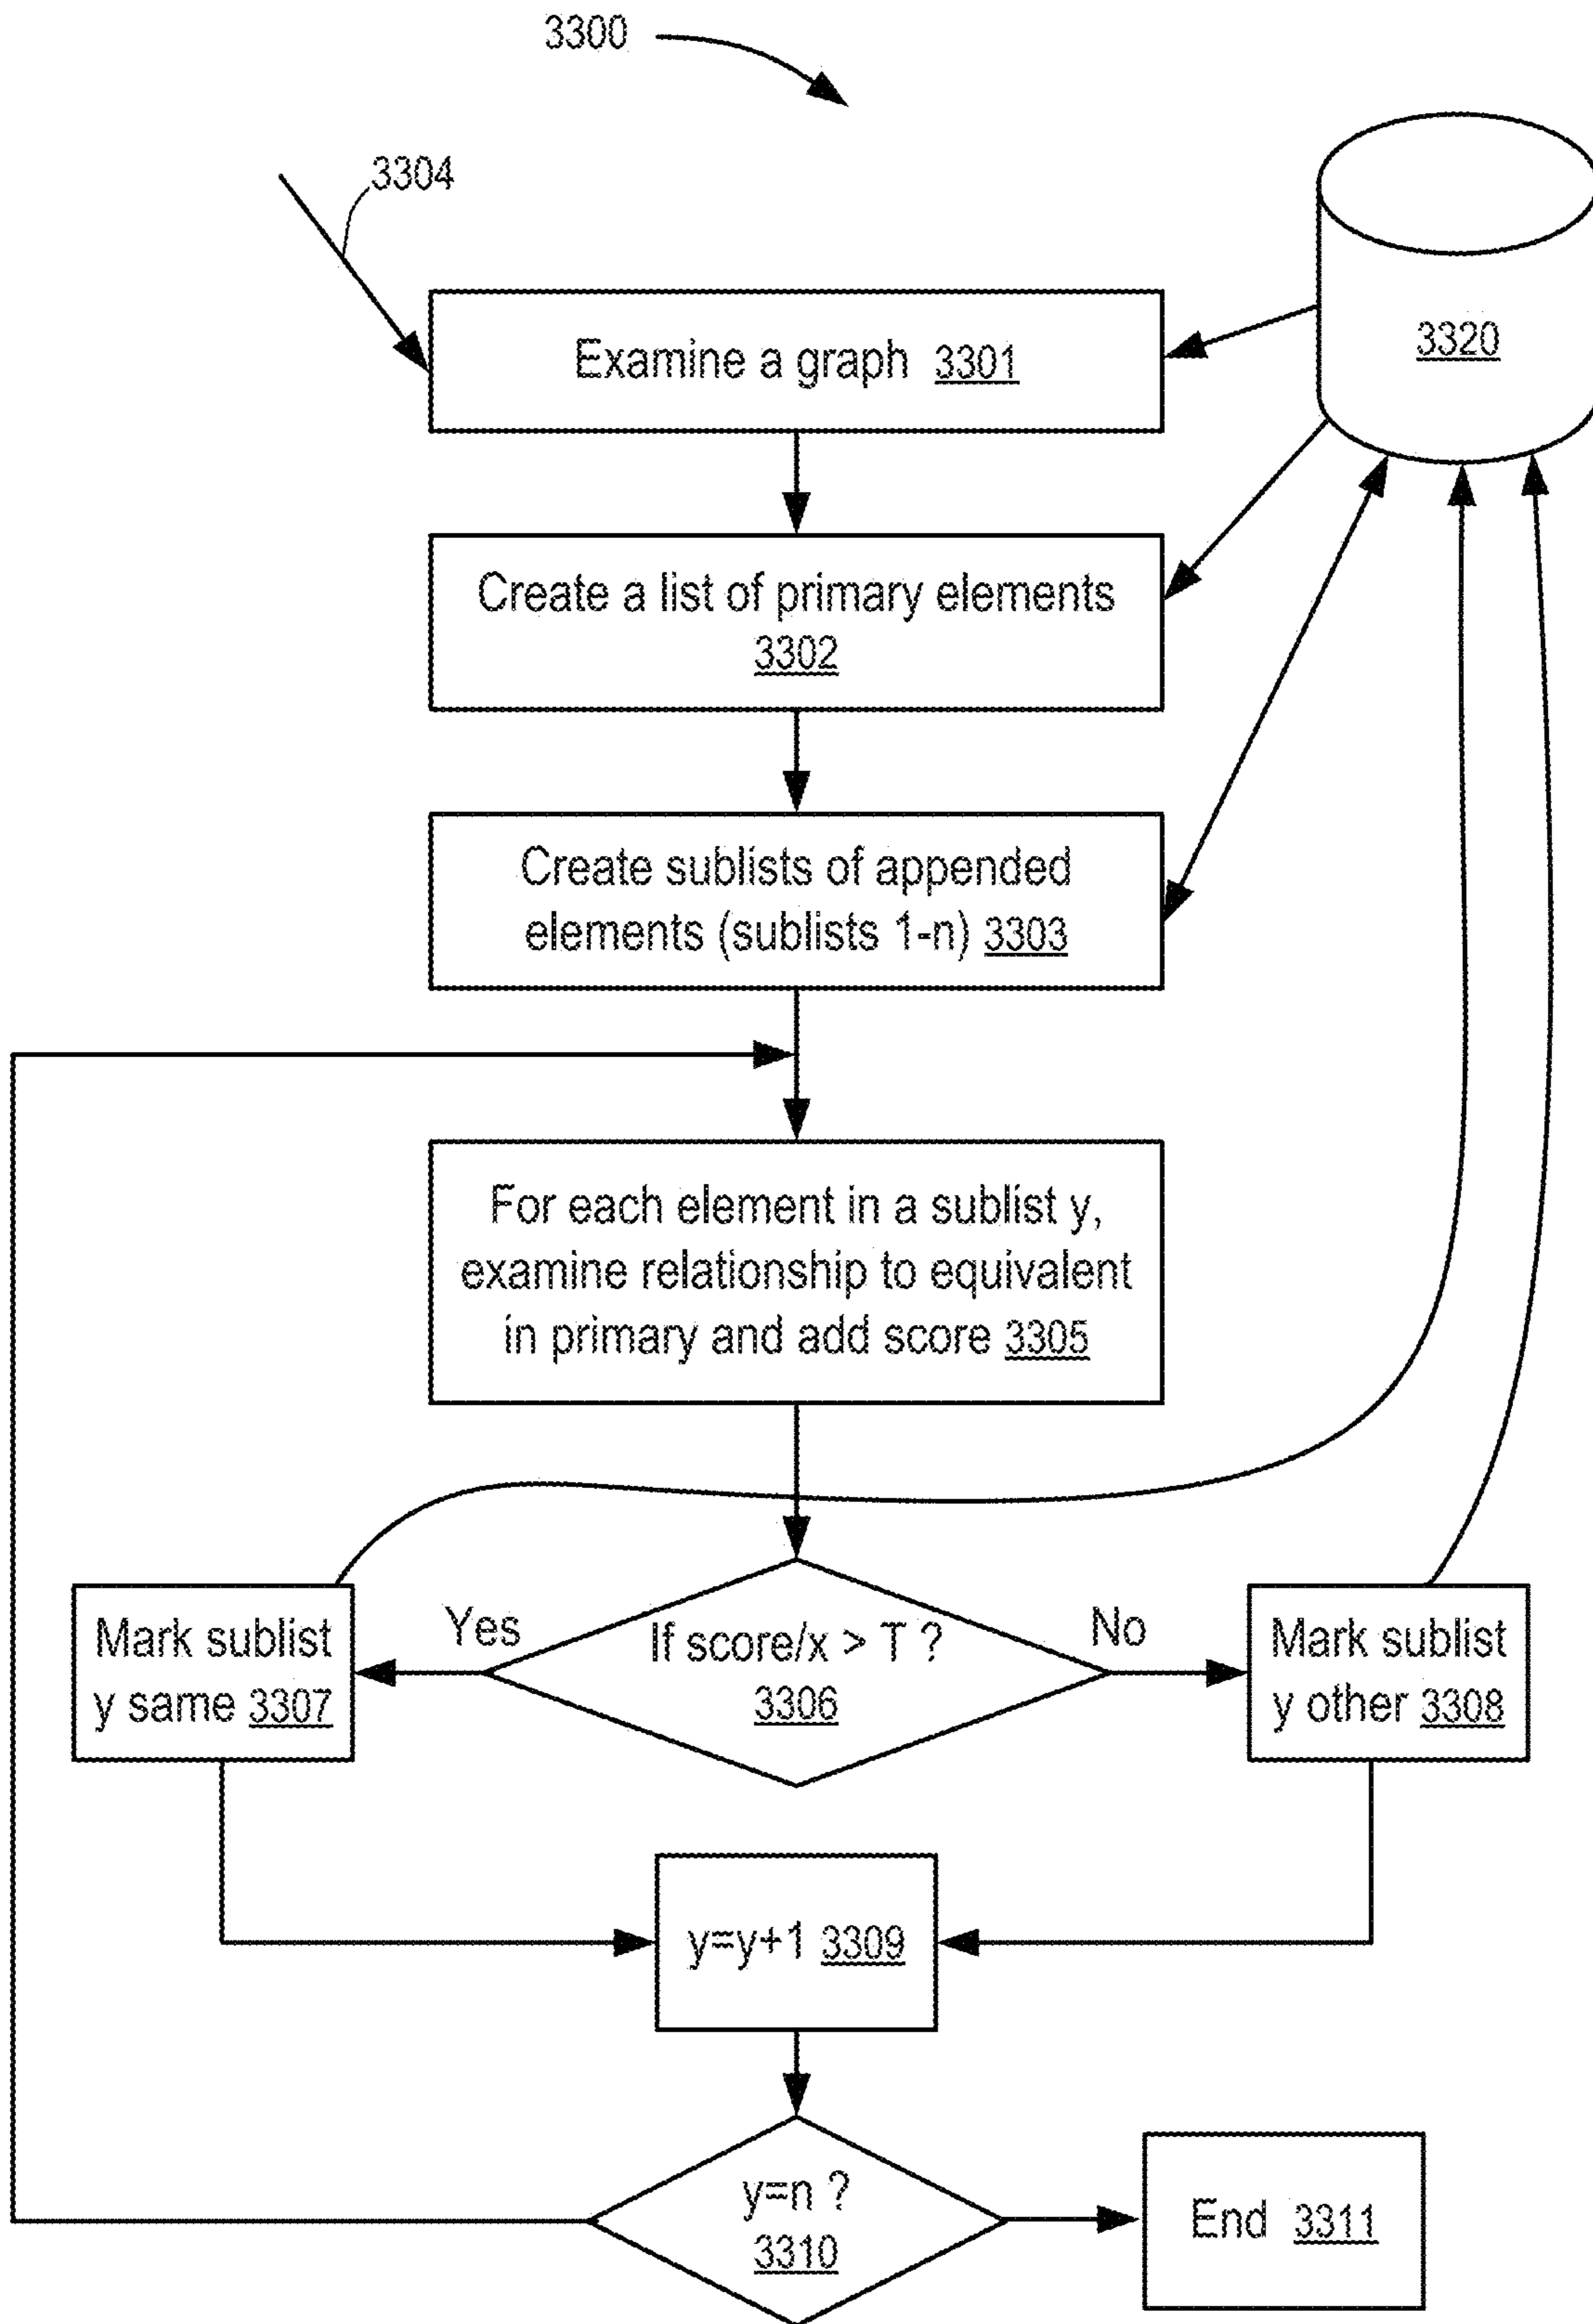 3300
3304
3320
Examine a graph 3301
Create a list of primary elements
3302
Create sublists of appended
elements (sublists 1-n) 3303
For each element in a sublist y,
examine relationship to equivalent
in primary and add score 3305
Mark sublist
y same 3307
Yes
If score/x > T ?
3306
No
Mark sublist
y other 3308
y=y+1 3309
y=n ?
3310
End 3311